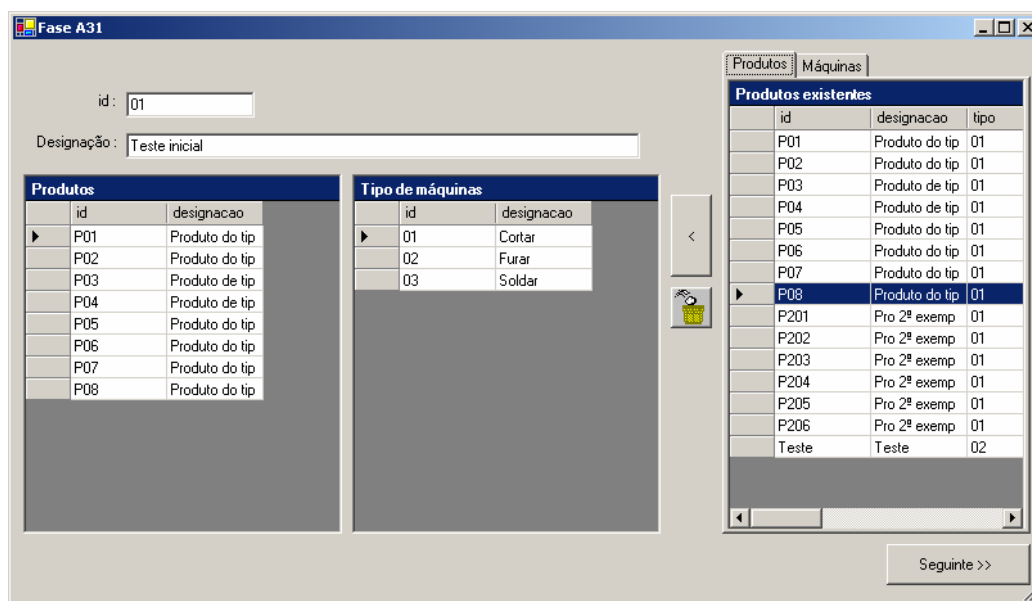 Fase A31
id : 01
Designação : Teste inicial
Produtos
id designacao
P01 Produto do tip
P02 Produto do tip
P03 Produto de tip
P04 Produto de tip
P05 Produto do tip
P06 Produto do tip
P07 Produto do tip
P08 Produto do tip
Tipo de máquinas
id designacao
01 Cortar
02 Furar
03 Soldar
<
Produtos Máquinas
Produtos existentes
id designacao tipo
P01 Produto do tip 01
P02 Produto do tip 01
P03 Produto de tip 01
P04 Produto de tip 01
P05 Produto do tip 01
P06 Produto do tip 01
P07 Produto do tip 01
P08 Produto do tip 01
P201 Pro 2ª exemp 01
P202 Pro 2ª exemp 01
P203 Pro 2ª exemp 01
P204 Pro 2ª exemp 01
P205 Pro 2ª exemp 01
P206 Pro 2ª exemp 01
Teste Teste 02
Seguinte >>